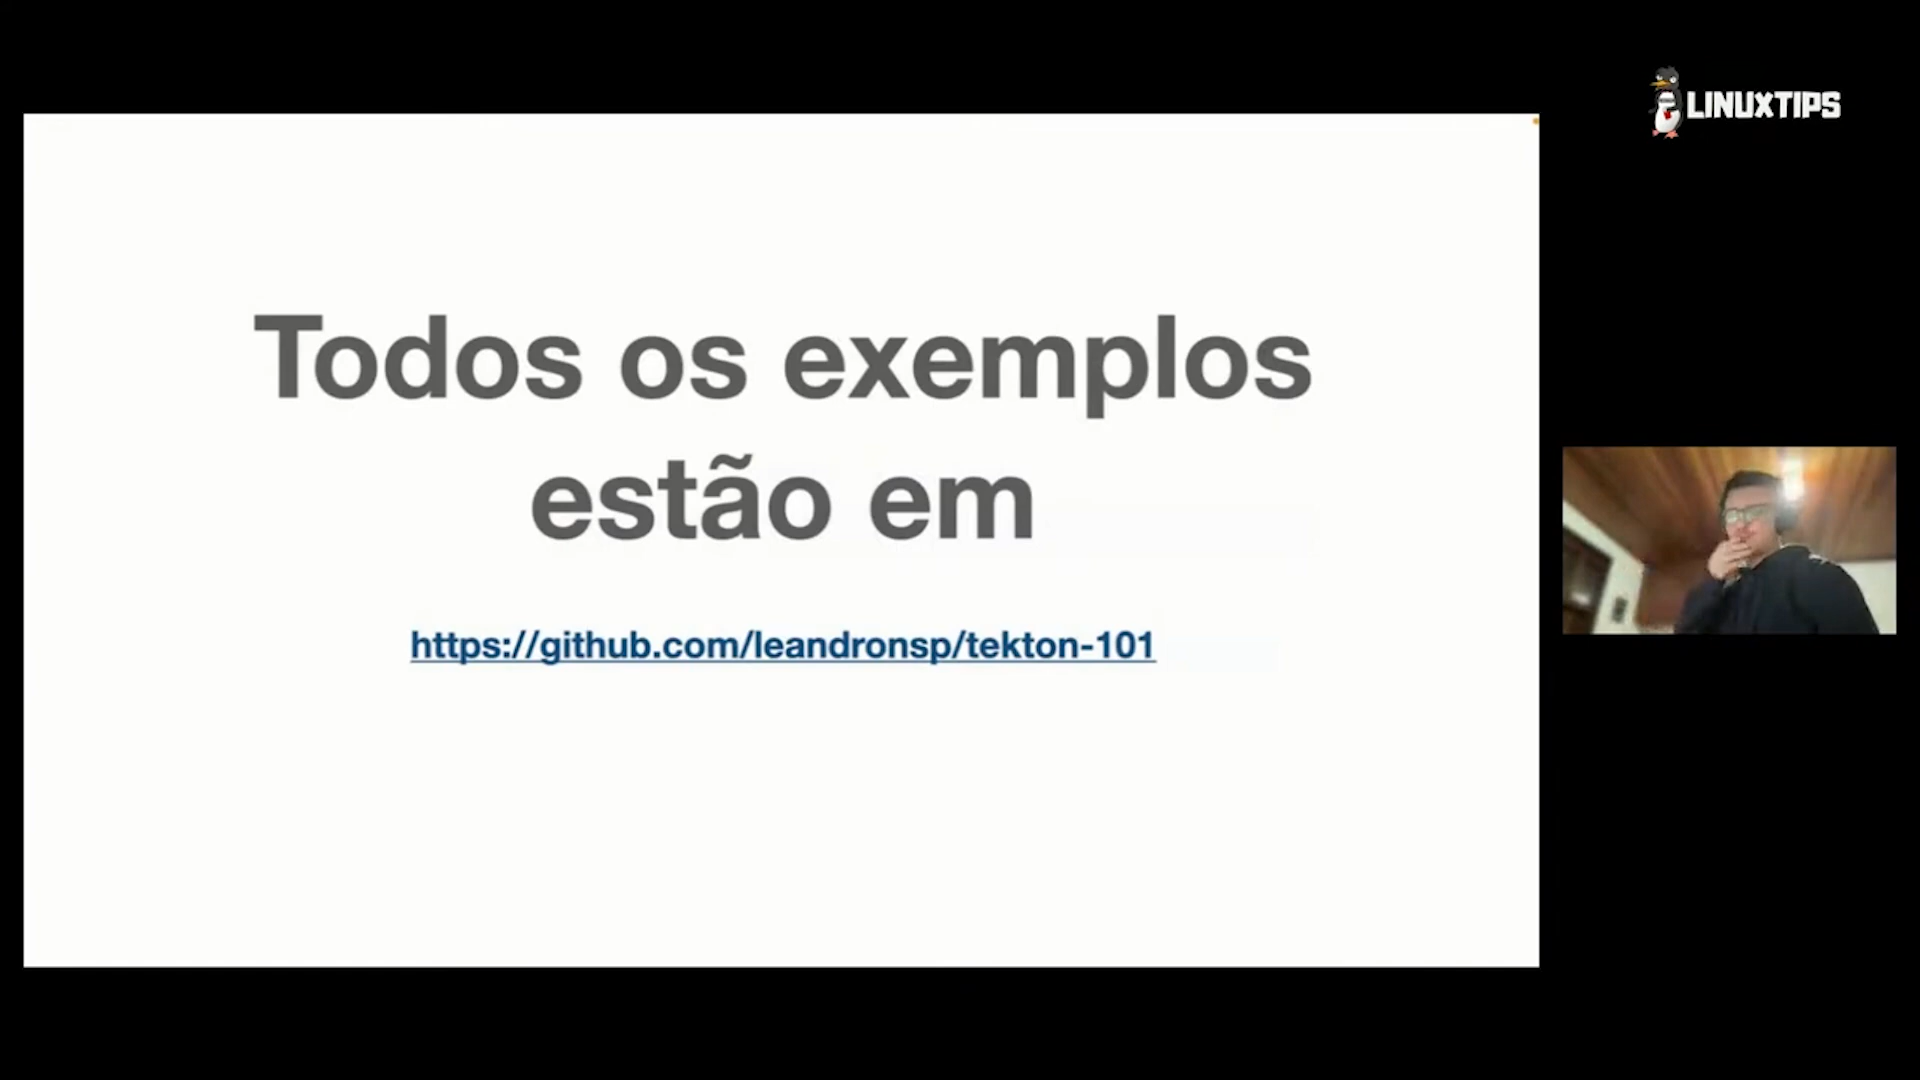 LINUXTIPS
Todos os exemplos
estão em
https://github.com/leandronsp/tekton-101